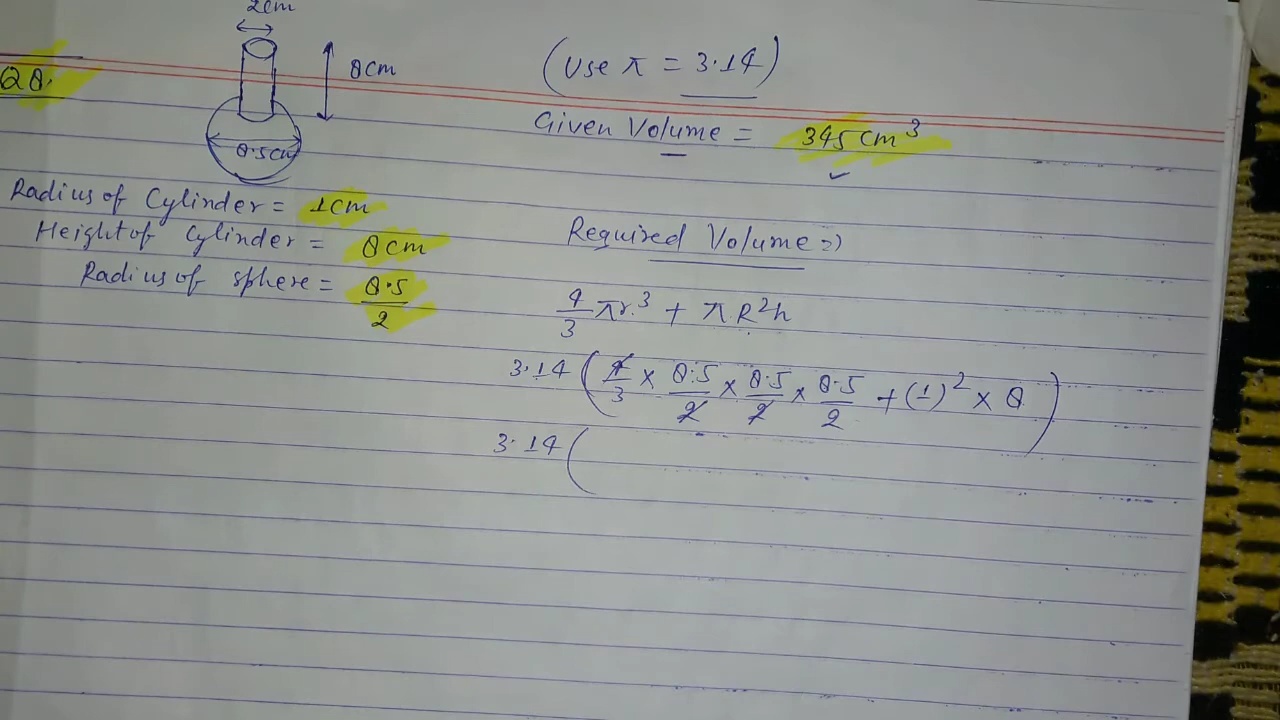 2cm
Q8.
8cm
(Use π = 3.14)
Given Volume = 345 cm³
8.5cm
Radius of Cylinder = 1cm
Height of Cylinder = 8cm
Radius of sphere = 8.5/2
Required Volume ⇒
4/3 πr³ + πR²h
3.14 ( 4/3 × 8.5/2 × 8.5/2 × 8.5/2 + (1)² × 8 )
3.14 (